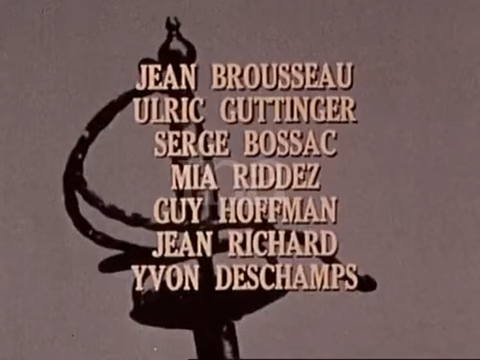 JEAN BROUSSEAU
ULRIC GUTTINGER
SERGE BOSSAC
MIA RIDDEZ
GUY HOFFMAN
JEAN RICHARD
YVON DESCHAMPS